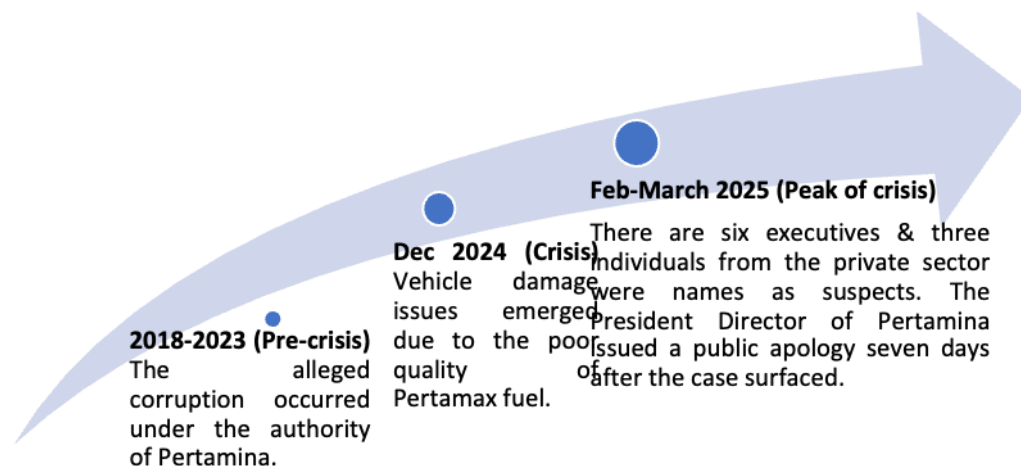 2018-2023 (Pre-crisis)
The alleged
corruption occurred
under the authority
of Pertamina.
Dec 2024 (Crisis)
Vehicle damage
issues emerged
due to the poor
quality of
Pertamax fuel.
Feb-March 2025 (Peak of crisis)
There are six executives & three
individuals from the private sector
were names as suspects. The
President Director of Pertamina
issued a public apology seven days
after the case surfaced.